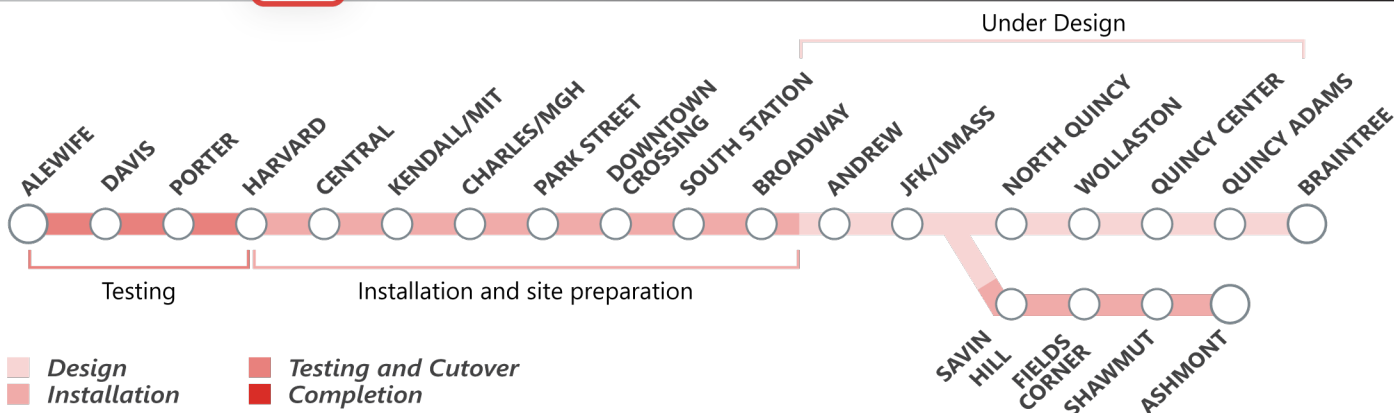 Under Design
ALEWIFE
DAVIS
PORTER
HARVARD
CENTRAL
KENDALL/MIT
CHARLES/MGH
PARK STREET
DOWNTOWN
CROSSING
SOUTH STATION
BROADWAY
ANDREW
JFK/UMASS
NORTH QUINCY
WOLLASTON
QUINCY CENTER
QUINCY ADAMS
BRAINTREE
Testing
Installation and site preparation
SAVIN
HILL
FIELDS
CORNER
SHAWMUT
ASHMONT
Design
Installation
Testing and Cutover
Completion